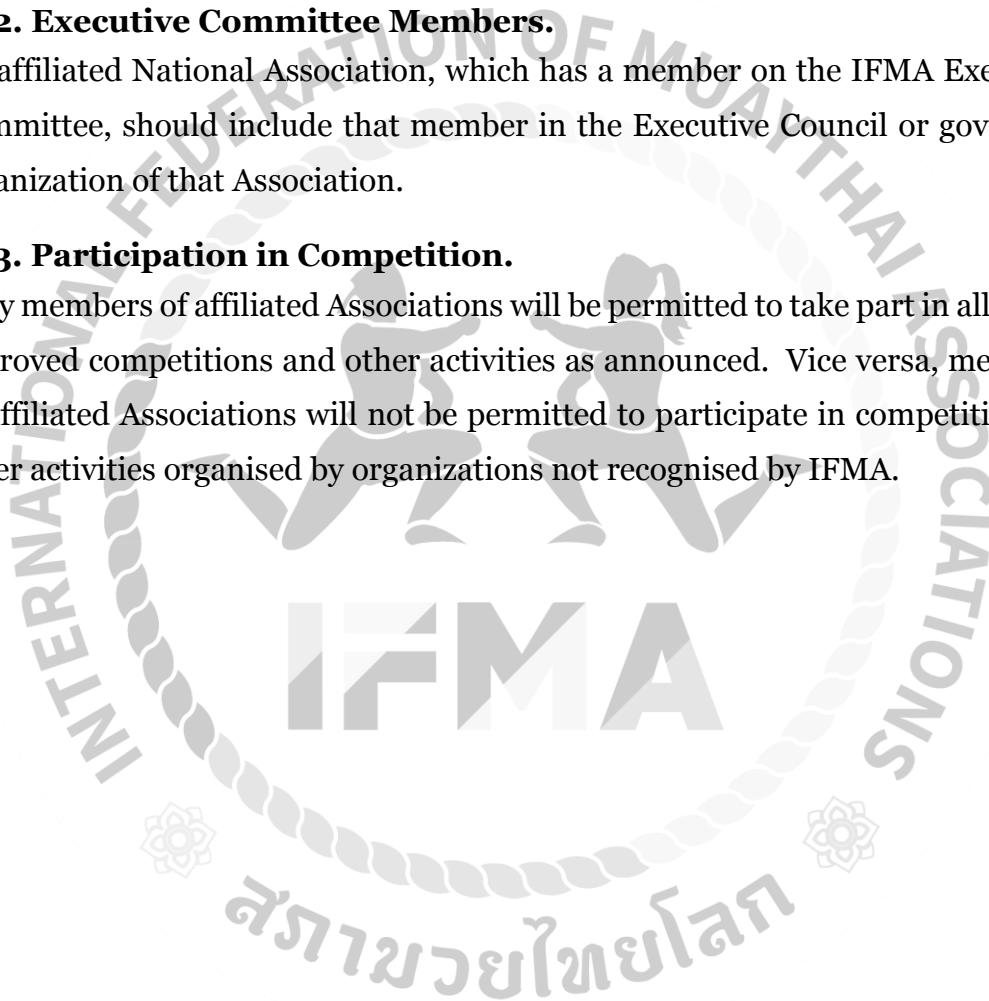 2. Executive Committee Members.
affiliated National Association, which has a member on the IFMA Exe
mmittee, should include that member in the Executive Council or gov
anization of that Association.
3. Participation in Competition.
y members of affiliated Associations will be permitted to take part in all
roved competitions and other activities as announced. Vice versa, me
ffiliated Associations will not be permitted to participate in competiti
er activities organised by organizations not recognised by IFMA.
INTERNATIONAL FEDERATION OF MUAYTHAI ASSOCIATIONS
IFMA
สภามวยไทยโลก